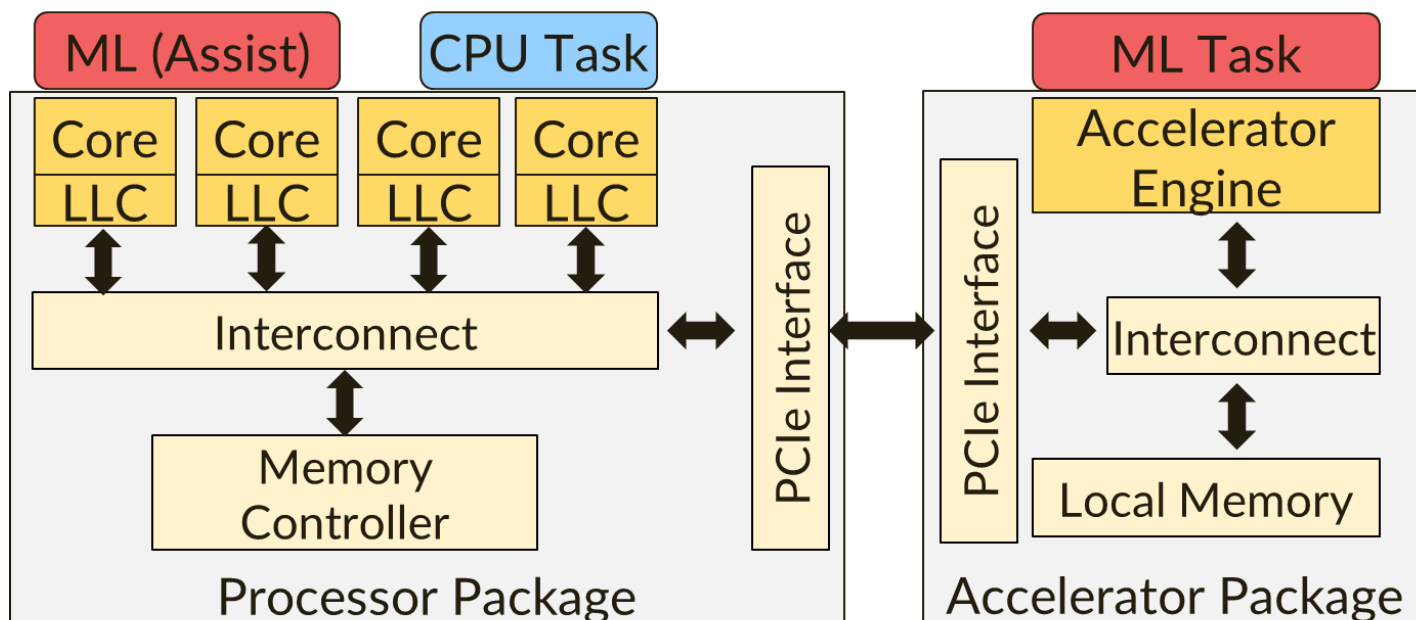 ML (Assist)
CPU Task
ML Task
Core
Core
Core
Core
LLC
LLC
LLC
LLC
Accelerator
Engine
Interconnect
PCIe Interface
PCIe Interface
Interconnect
Memory
Controller
Local Memory
Processor Package
Accelerator Package